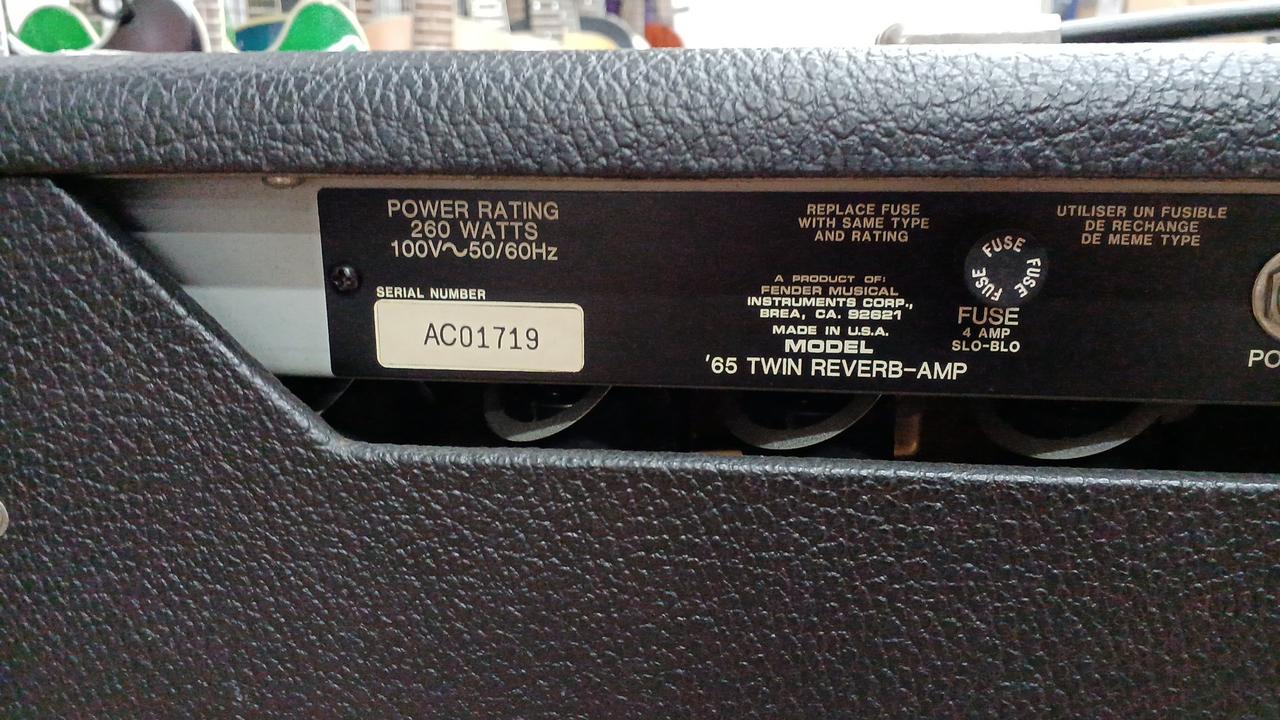 POWER RATING
260 WATTS
100V~50/60Hz
SERIAL NUMBER
AC01719
REPLACE FUSE
WITH SAME TYPE
AND RATING
A PRODUCT OF:
FENDER MUSICAL
INSTRUMENTS CORP.,
BREA, CA. 92621
MADE IN U.S.A.
MODEL
'65 TWIN REVERB-AMP
FUSE
FUSE
FUSE
FUSE
4 AMP
SLO-BLO
UTILISER UN FUSIBLE
DE RECHANGE
DE MEME TYPE
PO